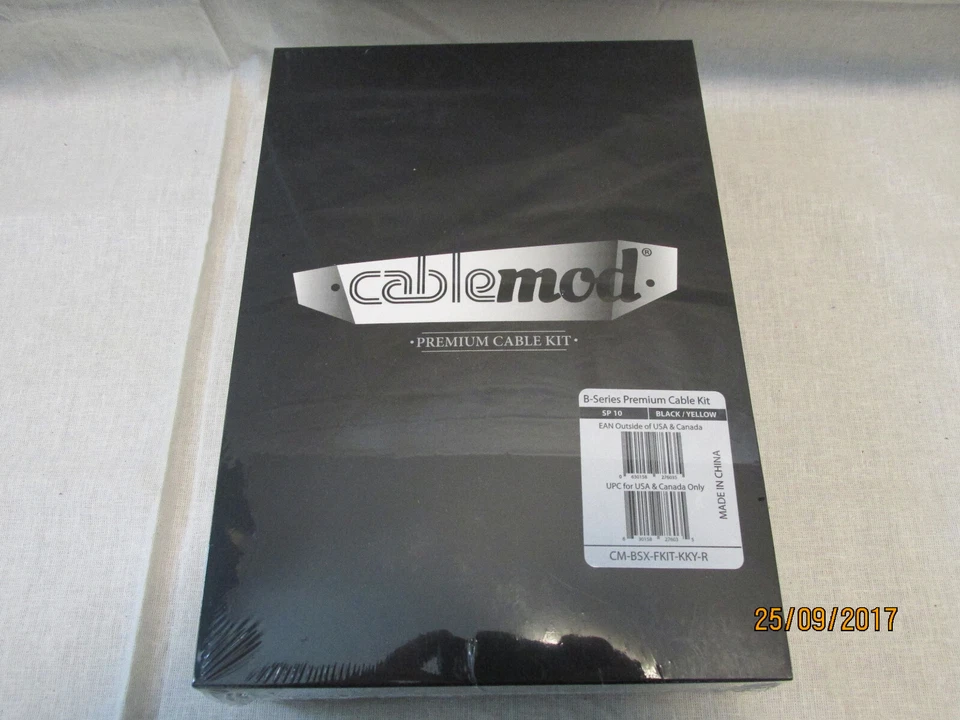 cablemod®
•PREMIUM CABLE KIT•
B-Series Premium Cable Kit
SP 10 BLACK / YELLOW
EAN Outside of USA & Canada
UPC for USA & Canada Only
MADE IN CHINA
CM-BSX-FKIT-KKY-R
25/09/2017